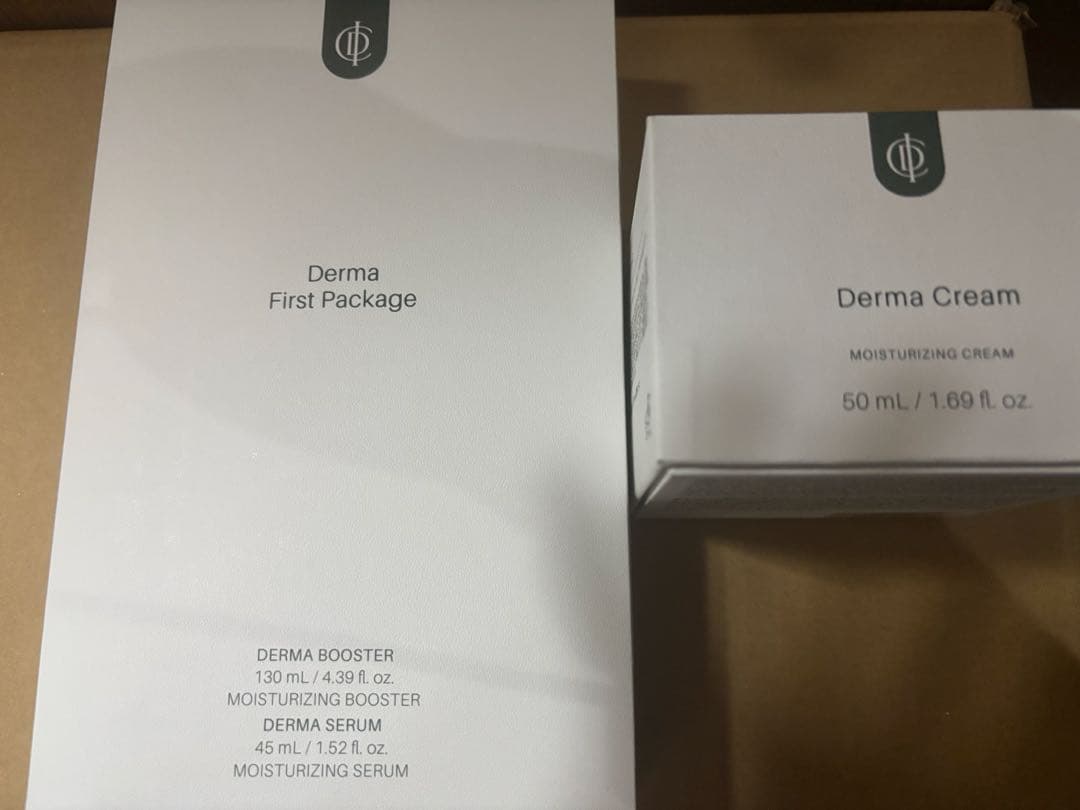 Derma
First Package
DERMA BOOSTER
130 mL / 4.39 fl. oz.
MOISTURIZING BOOSTER
DERMA SERUM
45 mL / 1.52 fl. oz.
MOISTURIZING SERUM
Derma Cream
MOISTURIZING CREAM
50 mL / 1.69 fl. oz.